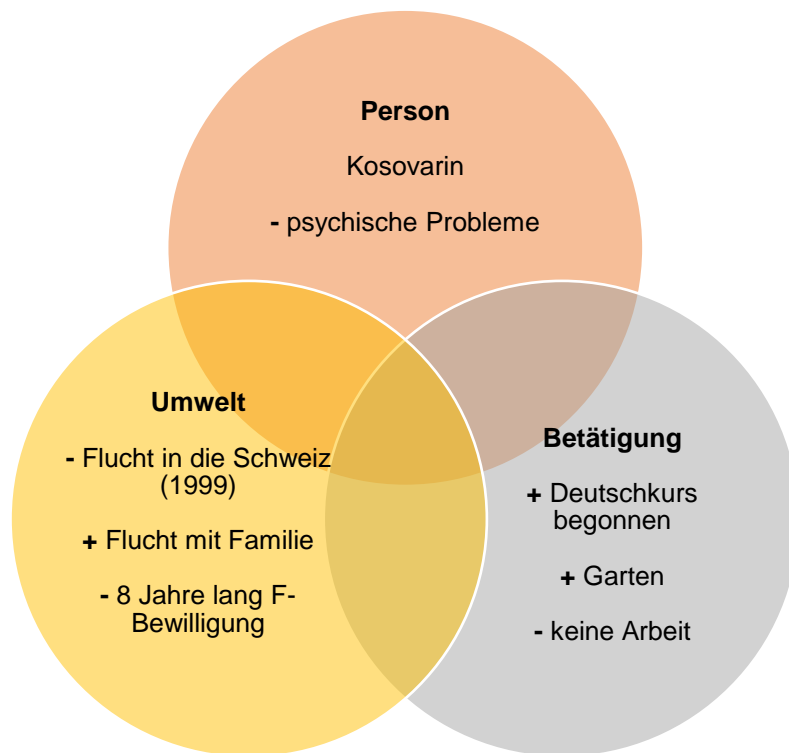 Person
Kosovarin
- psychische Probleme
Umwelt
- Flucht in die Schweiz
(1999)
+ Flucht mit Familie
- 8 Jahre lang F-
Bewilligung
Betätigung
+ Deutschkurs
begonnen
+ Garten
- keine Arbeit